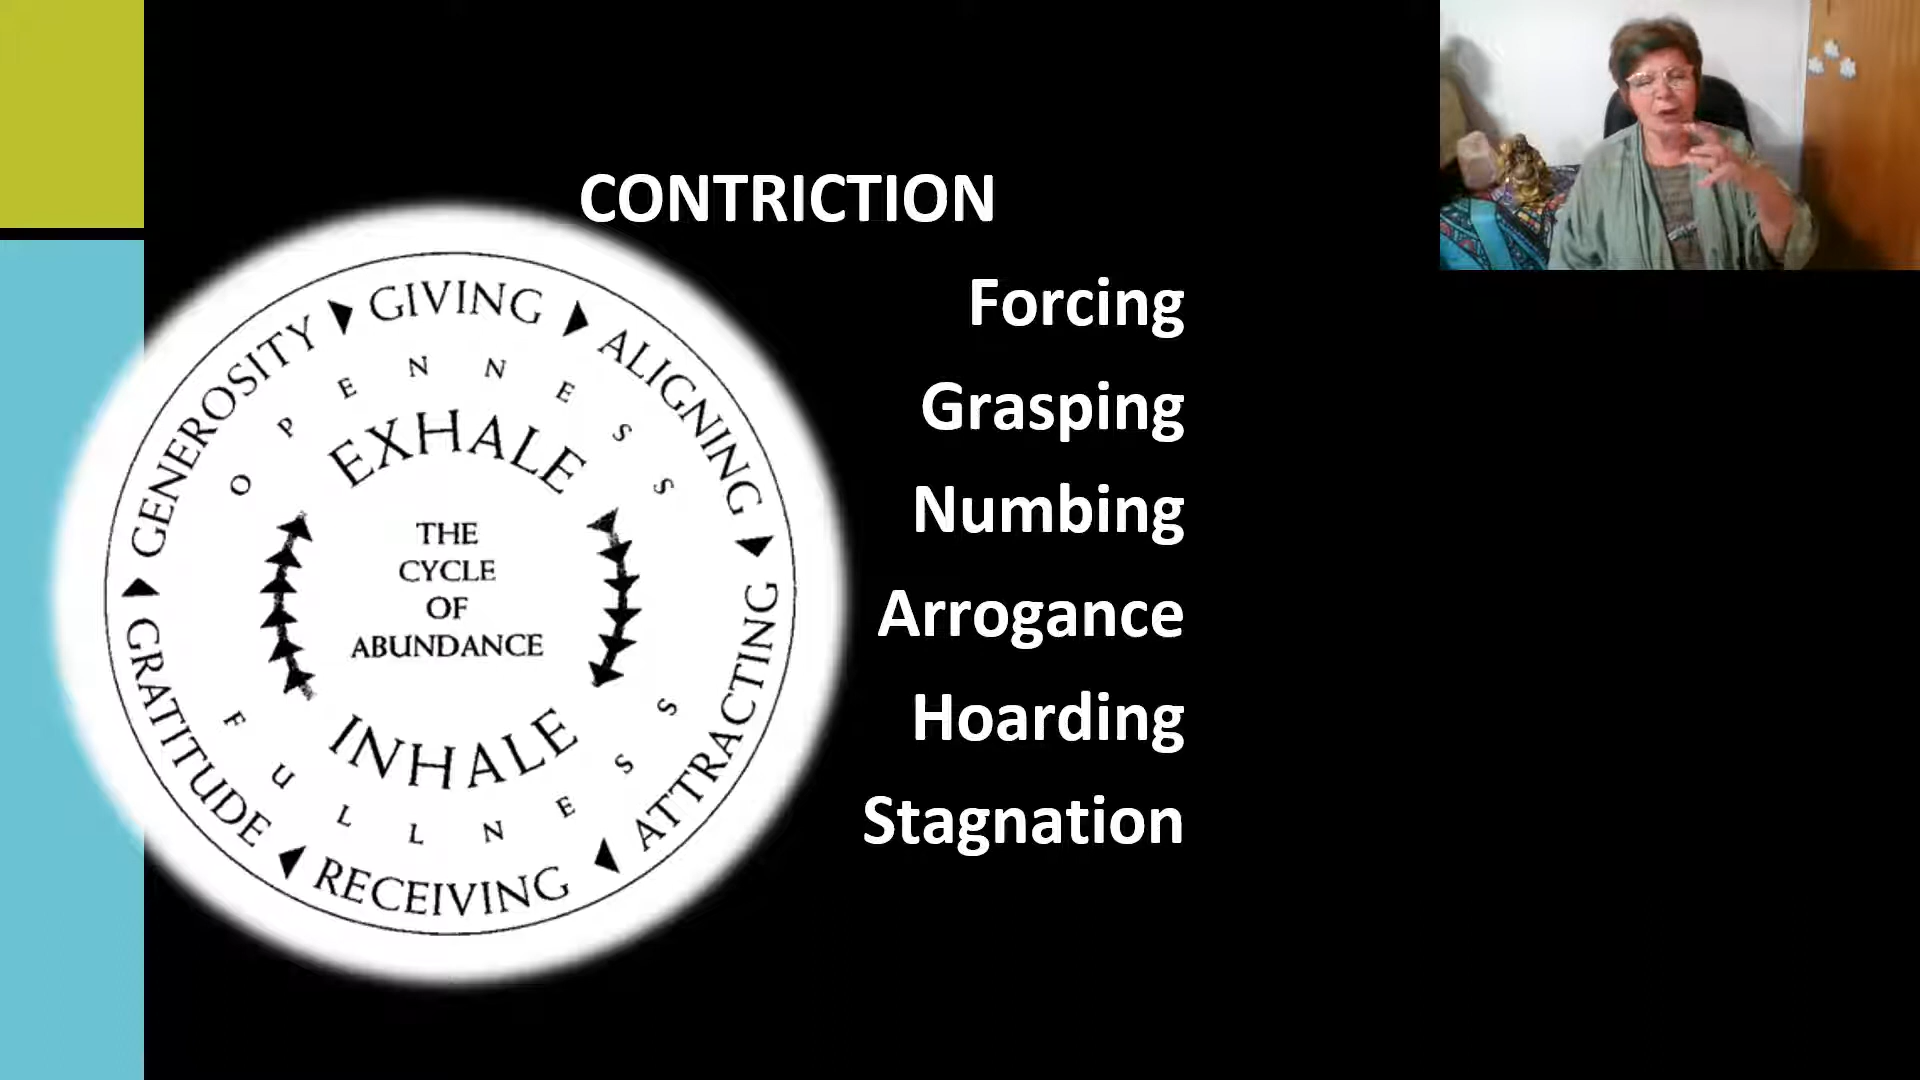 CONTRICTION
Forcing
Grasping
Numbing
Arrogance
Hoarding
Stagnation
GENEROSITY GIVING ALIGNING ATTRACTING RECEIVING GRATITUDE
OPENNESS
EXHALE
THE
CYCLE
OF
ABUNDANCE
INHALE
FULLNESS